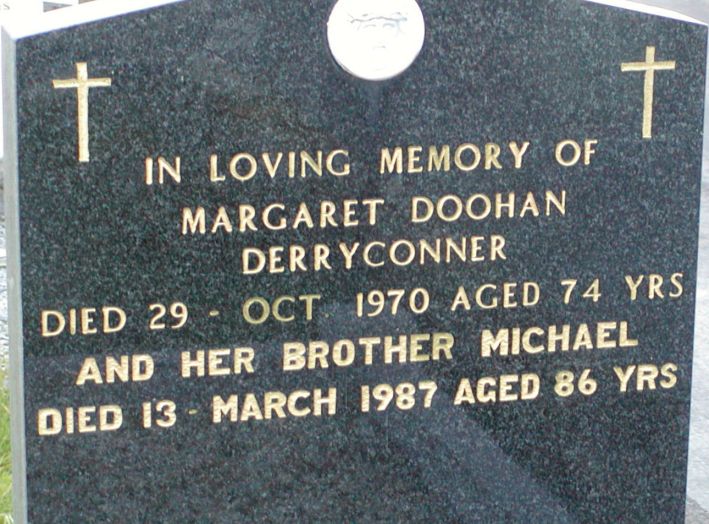 IN LOVING MEMORY OF
MARGARET DOOHAN
DERRYCONNER
DIED 29 - OCT. 1970 AGED 74 YRS
AND HER BROTHER MICHAEL
DIED 13 - MARCH 1987 AGED 86 YRS